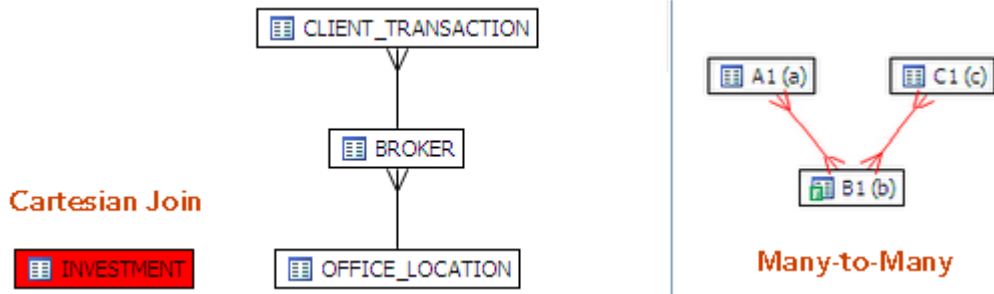 CLIENT_TRANSACTION
BROKER
Cartesian Join
INVESTMENT
OFFICE_LOCATION
A1 (a)
C1 (c)
B1 (b)
Many-to-Many